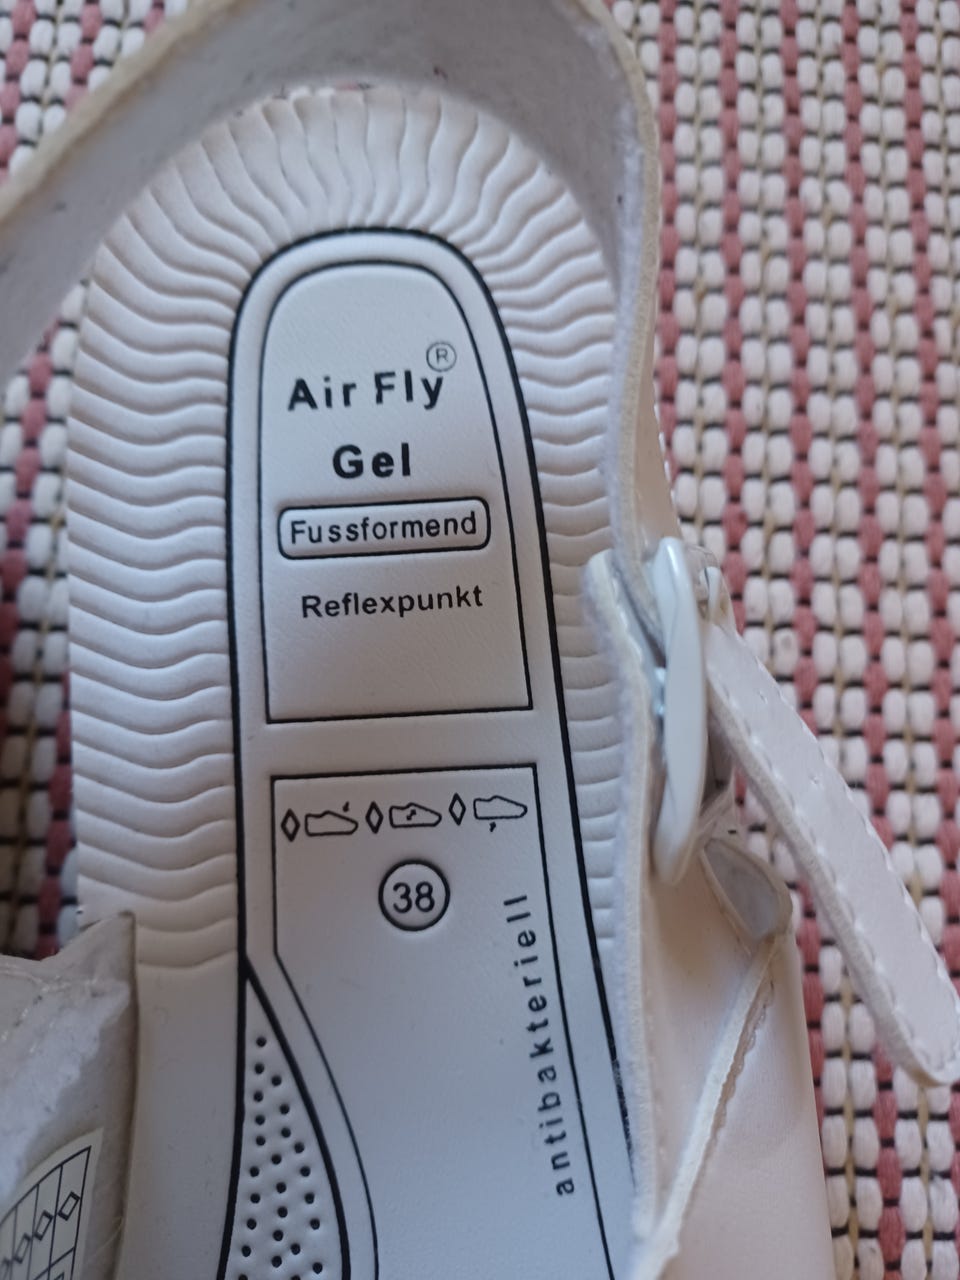 Air Fly ®
Gel
Fussformend
Reflexpunkt
38
antibakteriell